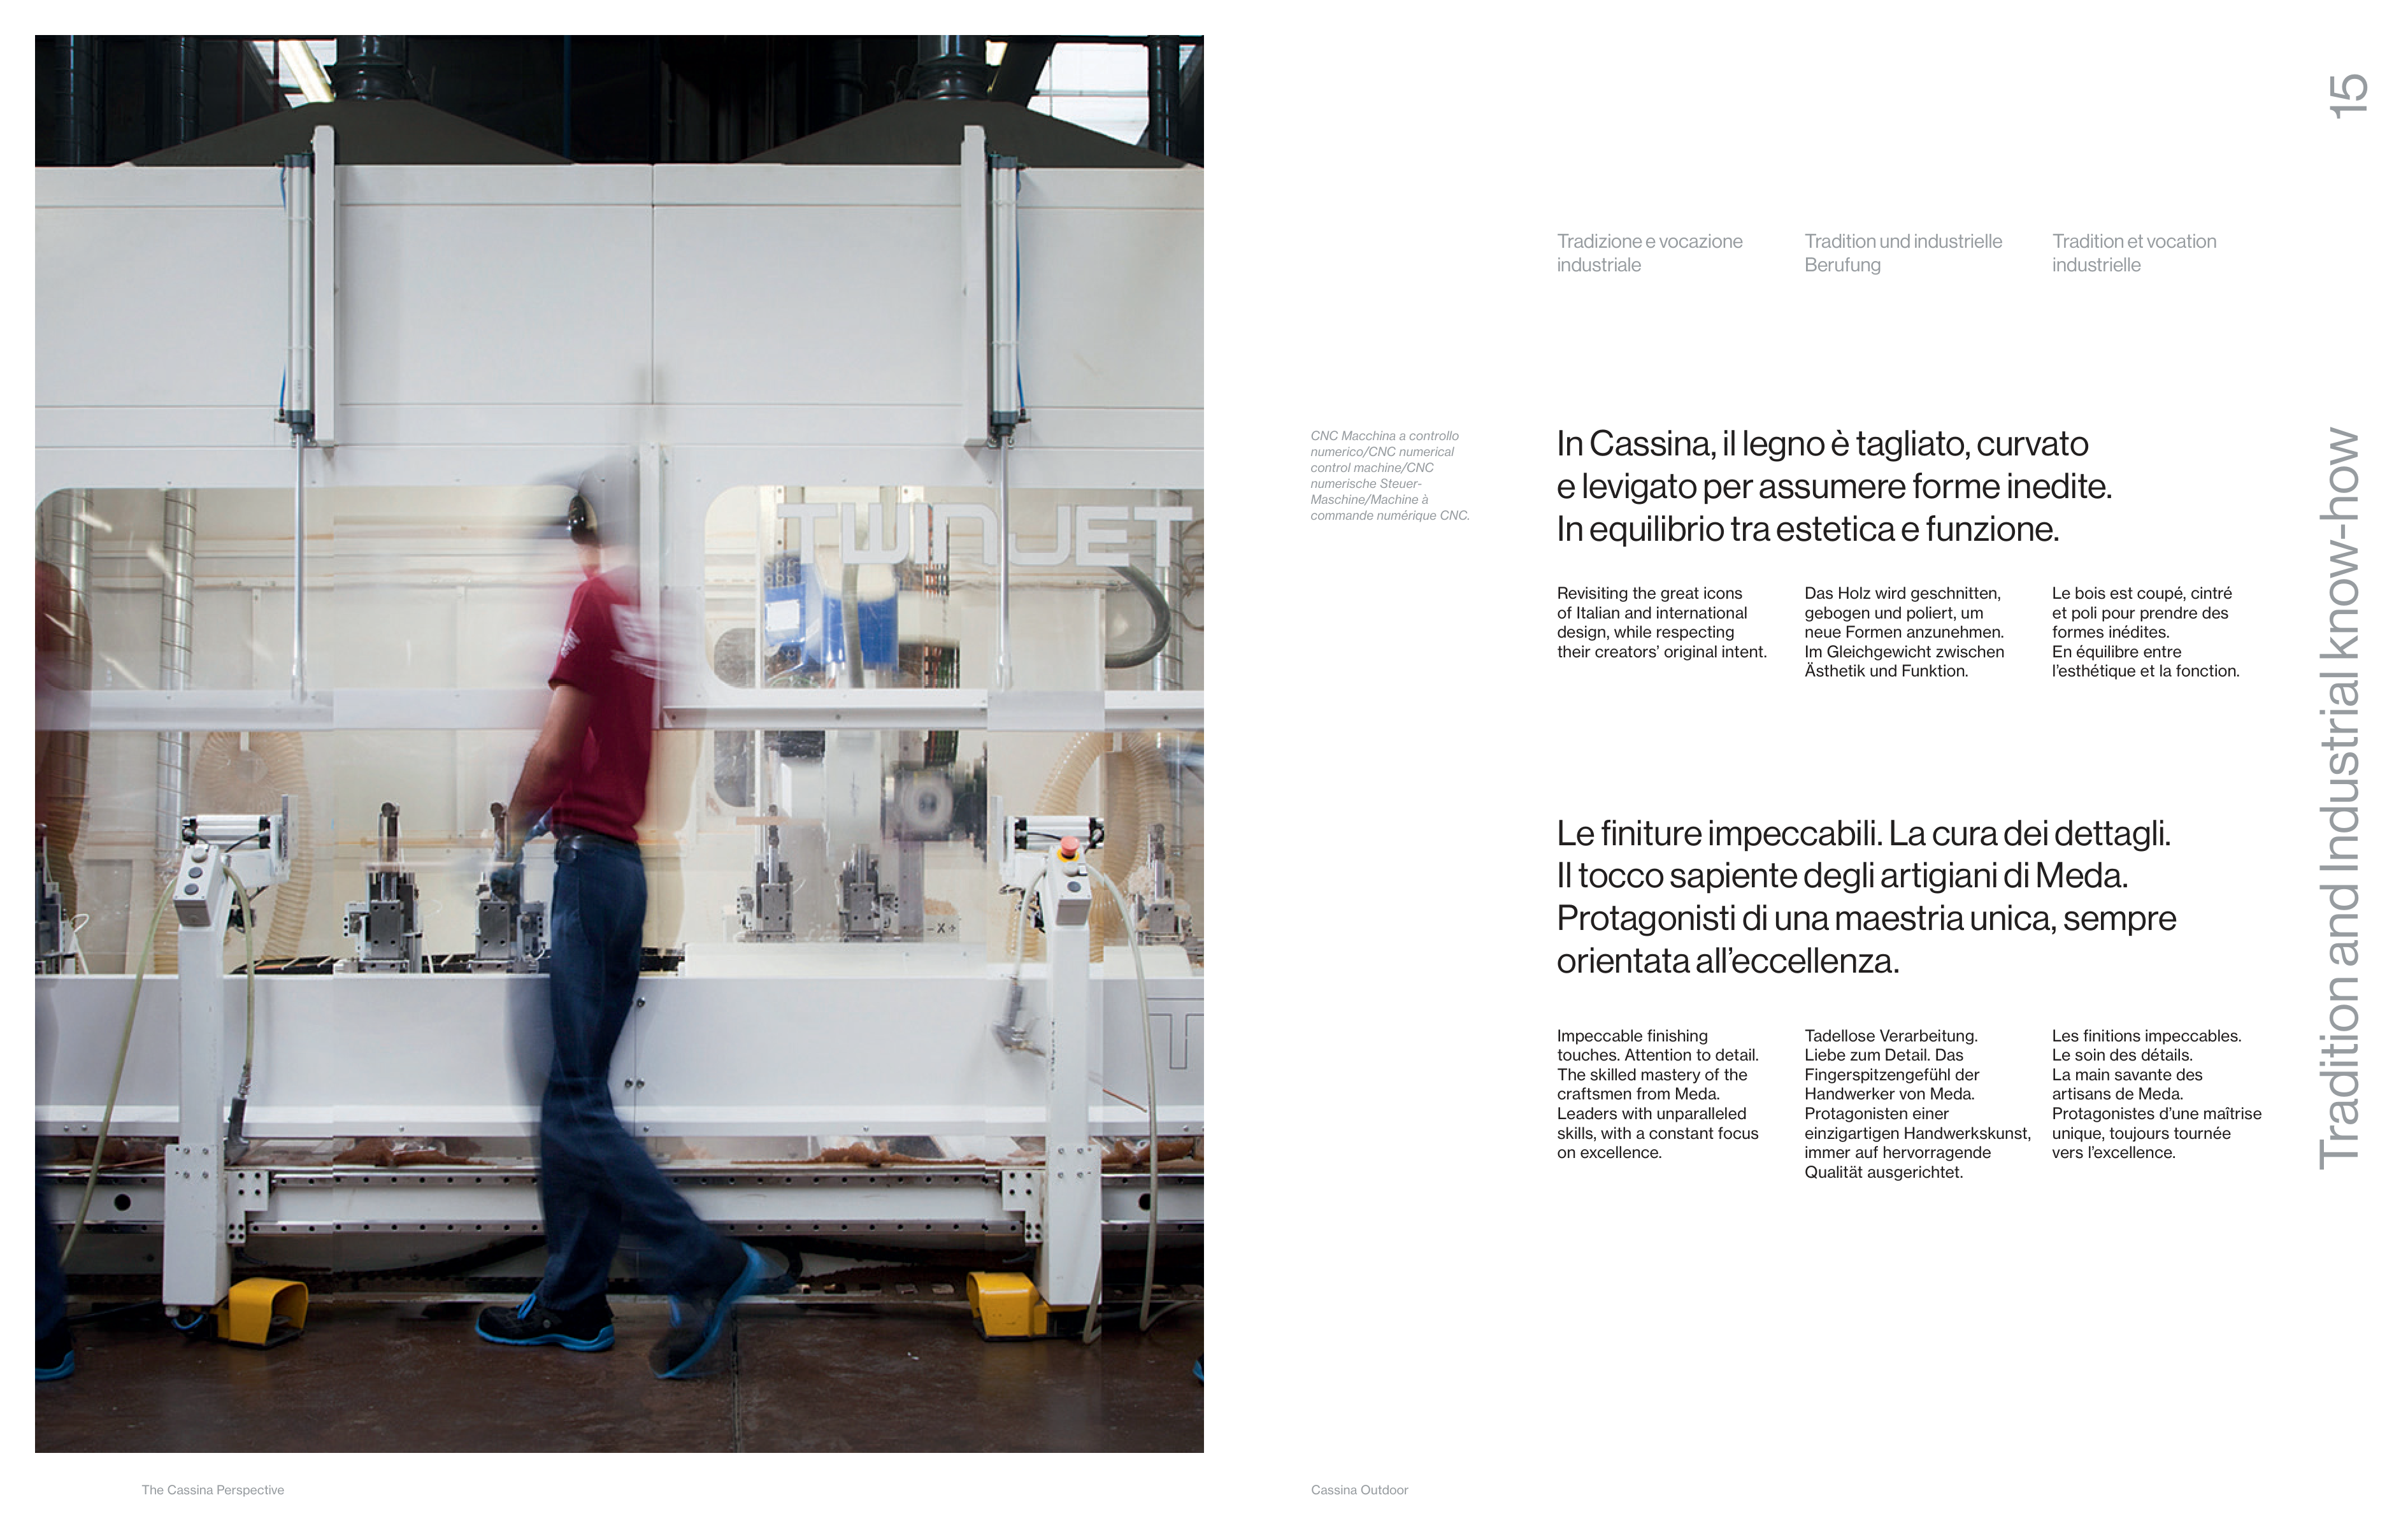 TWINJET
-X+
The Cassina Perspective
15
Tradition and Industrial know-how
Tradizione e vocazione
industriale
Tradition und industrielle
Berufung
Tradition et vocation
industrielle
CNC Macchina a controllo
numerico/CNC numerical
control machine/CNC
numerische Steuer-
Maschine/Machine à
commande numérique CNC.
In Cassina, il legno è tagliato, curvato
e levigato per assumere forme inedite.
In equilibrio tra estetica e funzione.
Revisiting the great icons
of Italian and international
design, while respecting
their creators’ original intent.
Das Holz wird geschnitten,
gebogen und poliert, um
neue Formen anzunehmen.
Im Gleichgewicht zwischen
Ästhetik und Funktion.
Le bois est coupé, cintré
et poli pour prendre des
formes inédites.
En équilibre entre
l’esthétique et la fonction.
Le finiture impeccabili. La cura dei dettagli.
Il tocco sapiente degli artigiani di Meda.
Protagonisti di una maestria unica, sempre
orientata all’eccellenza.
Impeccable finishing
touches. Attention to detail.
The skilled mastery of the
craftsmen from Meda.
Leaders with unparalleled
skills, with a constant focus
on excellence.
Tadellose Verarbeitung.
Liebe zum Detail. Das
Fingerspitzengefühl der
Handwerker von Meda.
Protagonisten einer
einzigartigen Handwerkskunst,
immer auf hervorragende
Qualität ausgerichtet.
Les finitions impeccables.
Le soin des détails.
La main savante des
artisans de Meda.
Protagonistes d’une maîtrise
unique, toujours tournée
vers l’excellence.
Cassina Outdoor